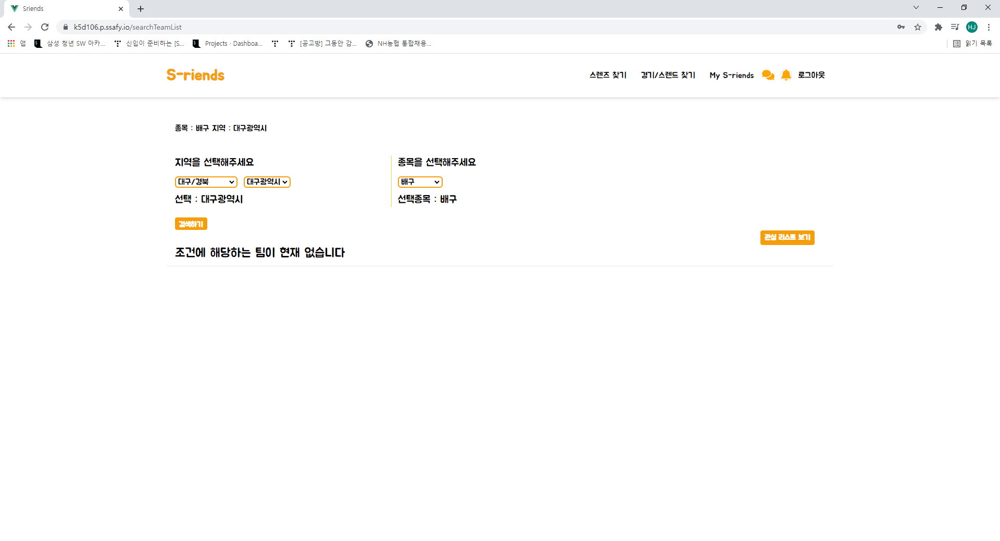 Sriends
k5d106.p.ssafy.io/searchTeamList
앱 삼성 청년 SW 아카... 신입이 준비하는 [S... Projects · Dashboa... [공고방] 그동안 감... NH농협 통합채용... 읽기 목록
HJ
S-riends 스렌즈 찾기 경기/스렌드 찾기 My S-riends 로그아웃
종목 : 배구 지역 : 대구광역시
지역을 선택해주세요 종목을 선택해주세요
대구/경북 대구광역시 배구
선택 : 대구광역시 선택종목 : 배구
검색하기
관심 리스트 보기
조건에 해당하는 팀이 현재 없습니다